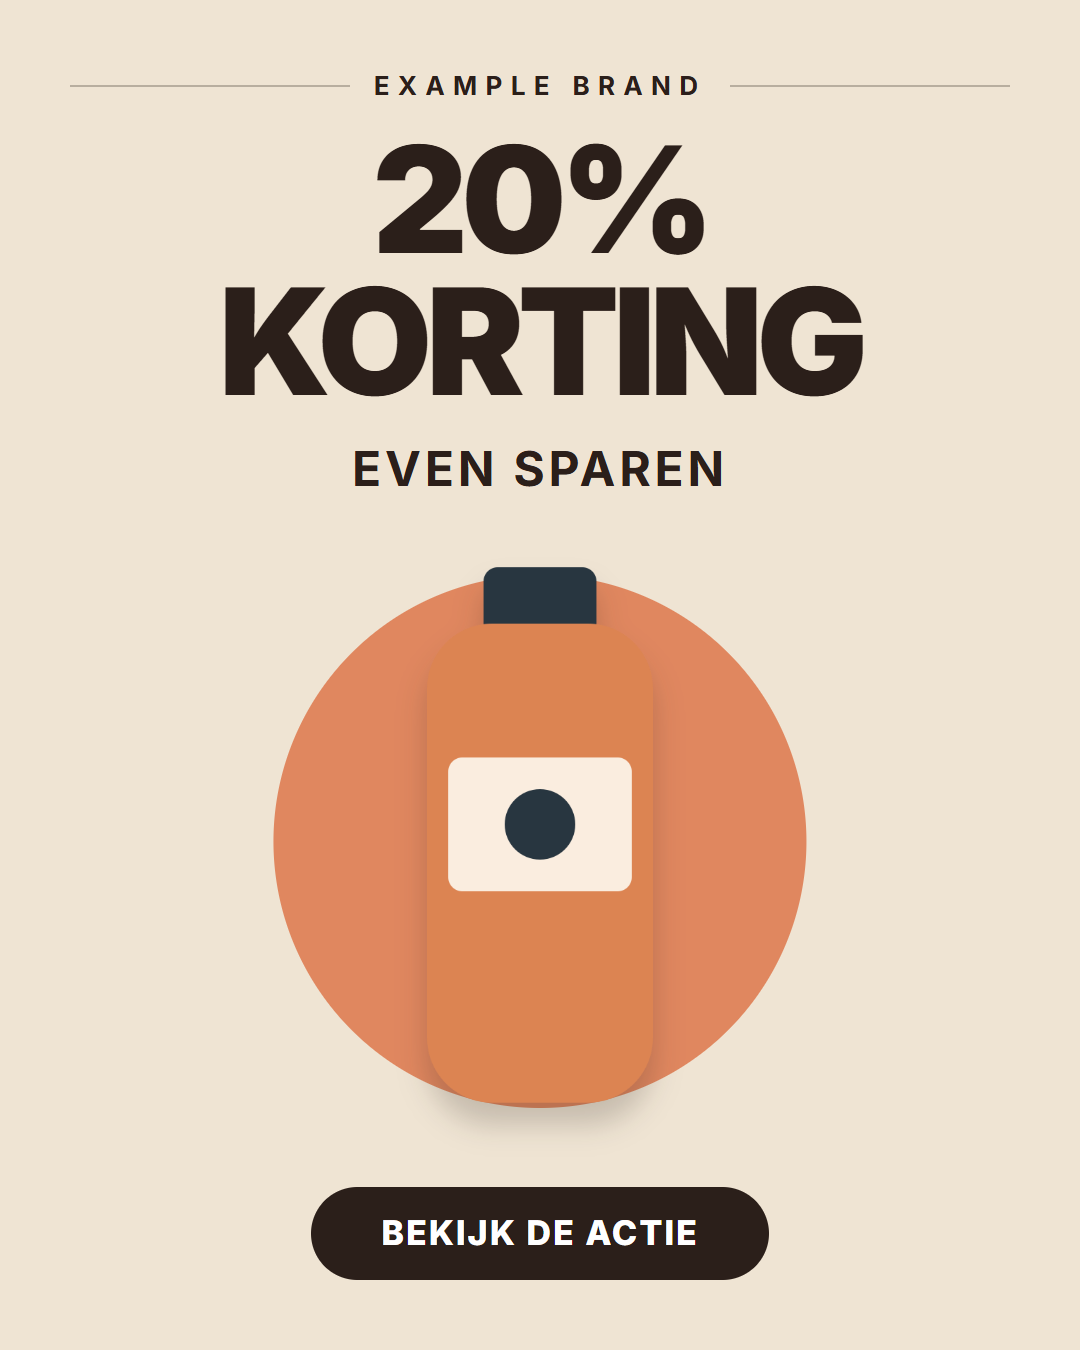 EXAMPLE BRAND
20%
KORTING
EVEN SPAREN
BEKIJK DE ACTIE